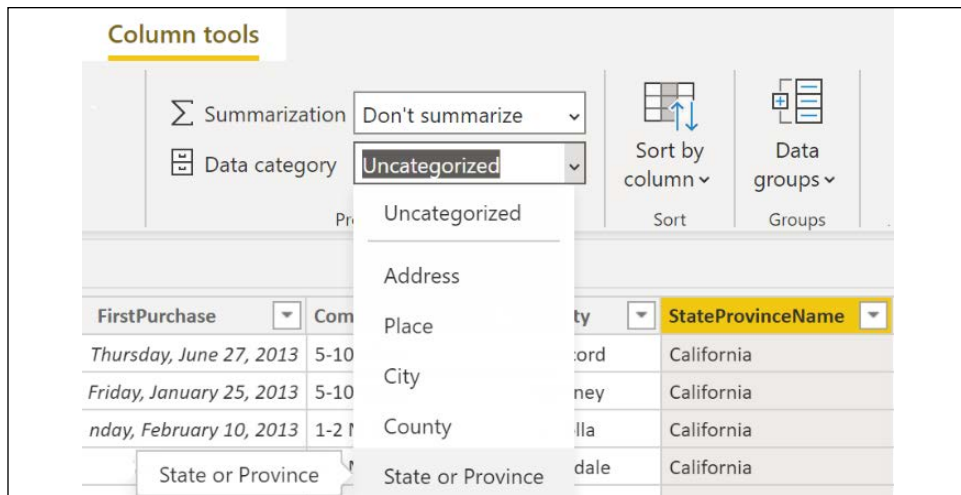 Column tools
Summarization Don't summarize
Data category Uncategorized
Sort by column
Data groups
Uncategorized
Sort
Groups
Address
Place
City
County
State or Province
FirstPurchase StateProvinceName
Thursday, June 27, 2013 5-10 California
Friday, January 25, 2013 5-10 California
nday, February 10, 2013 1-2 California
State or Province California